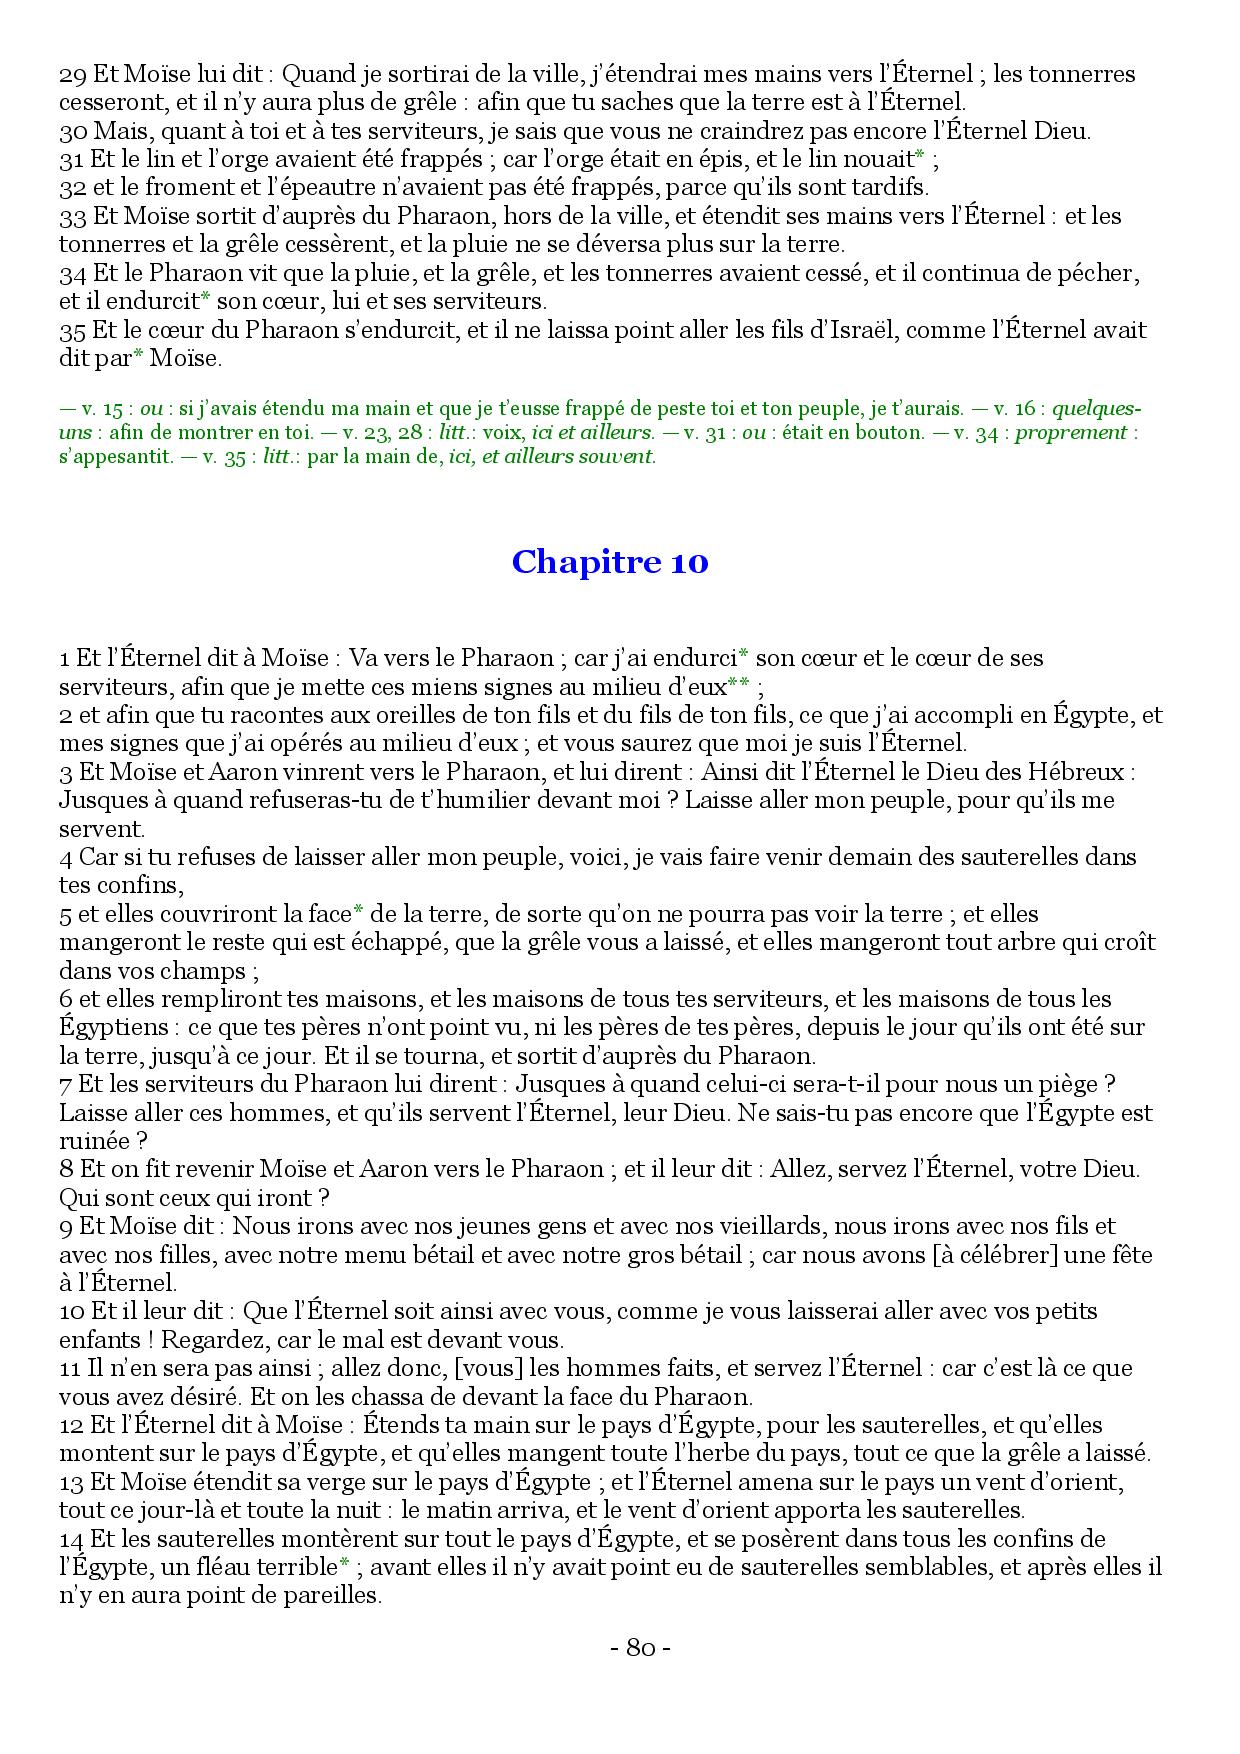 29 Et Moïse lui dit : Quand je sortirai de la ville, j’étendrai mes mains vers l’Éternel ; les tonnerres
cesseront, et il n’y aura plus de grêle : afin que tu saches que la terre est à l’Éternel.
30 Mais, quant à toi et à tes serviteurs, je sais que vous ne craindrez pas encore l’Éternel Dieu.
31 Et le lin et l’orge avaient été frappés ; car l’orge était en épis, et le lin nouait* ;
32 et le froment et l’épeautre n’avaient pas été frappés, parce qu’ils sont tardifs.
33 Et Moïse sortit d’auprès du Pharaon, hors de la ville, et étendit ses mains vers l’Éternel : et les
tonnerres et la grêle cessèrent, et la pluie ne se déversa plus sur la terre.
34 Et le Pharaon vit que la pluie, et la grêle, et les tonnerres avaient cessé, et il continua de pécher,
et il endurcit* son cœur, lui et ses serviteurs.
35 Et le cœur du Pharaon s’endurcit, et il ne laissa point aller les fils d’Israël, comme l’Éternel avait
dit par* Moïse.
— v. 15 : ou : si j’avais étendu ma main et que je t’eusse frappé de peste toi et ton peuple, je t’aurais. — v. 16 : quelques-
uns : afin de montrer en toi. — v. 23, 28 : litt.: voix, ici et ailleurs. — v. 31 : ou : était en bouton. — v. 34 : proprement :
s’appesantit. — v. 35 : litt.: par la main de, ici, et ailleurs souvent.
Chapitre 10
1 Et l’Éternel dit à Moïse : Va vers le Pharaon ; car j’ai endurci* son cœur et le cœur de ses
serviteurs, afin que je mette ces miens signes au milieu d’eux** ;
2 et afin que tu racontes aux oreilles de ton fils et du fils de ton fils, ce que j’ai accompli en Égypte, et
mes signes que j’ai opérés au milieu d’eux ; et vous saurez que moi je suis l’Éternel.
3 Et Moïse et Aaron vinrent vers le Pharaon, et lui dirent : Ainsi dit l’Éternel le Dieu des Hébreux :
Jusques à quand refuseras-tu de t’humilier devant moi ? Laisse aller mon peuple, pour qu’ils me
servent.
4 Car si tu refuses de laisser aller mon peuple, voici, je vais faire venir demain des sauterelles dans
tes confins,
5 et elles couvriront la face* de la terre, de sorte qu’on ne pourra pas voir la terre ; et elles
mangeront le reste qui est échappé, que la grêle vous a laissé, et elles mangeront tout arbre qui croît
dans vos champs ;
6 et elles rempliront tes maisons, et les maisons de tous tes serviteurs, et les maisons de tous les
Égyptiens : ce que tes pères n’ont point vu, ni les pères de tes pères, depuis le jour qu’ils ont été sur
la terre, jusqu’à ce jour. Et il se tourna, et sortit d’auprès du Pharaon.
7 Et les serviteurs du Pharaon lui dirent : Jusques à quand celui-ci sera-t-il pour nous un piège ?
Laisse aller ces hommes, et qu’ils servent l’Éternel, leur Dieu. Ne sais-tu pas encore que l’Égypte est
ruinée ?
8 Et on fit revenir Moïse et Aaron vers le Pharaon ; et il leur dit : Allez, servez l’Éternel, votre Dieu.
Qui sont ceux qui iront ?
9 Et Moïse dit : Nous irons avec nos jeunes gens et avec nos vieillards, nous irons avec nos fils et
avec nos filles, avec notre menu bétail et avec notre gros bétail ; car nous avons [à célébrer] une fête
à l’Éternel.
10 Et il leur dit : Que l’Éternel soit ainsi avec vous, comme je vous laisserai aller avec vos petits
enfants ! Regardez, car le mal est devant vous.
11 Il n’en sera pas ainsi ; allez donc, [vous] les hommes faits, et servez l’Éternel : car c’est là ce que
vous avez désiré. Et on les chassa de devant la face du Pharaon.
12 Et l’Éternel dit à Moïse : Étends ta main sur le pays d’Égypte, pour les sauterelles, et qu’elles
montent sur le pays d’Égypte, et qu’elles mangent toute l’herbe du pays, tout ce que la grêle a laissé.
13 Et Moïse étendit sa verge sur le pays d’Égypte ; et l’Éternel amena sur le pays un vent d’orient,
tout ce jour-là et toute la nuit : le matin arriva, et le vent d’orient apporta les sauterelles.
14 Et les sauterelles montèrent sur tout le pays d’Égypte, et se posèrent dans tous les confins de
l’Égypte, un fléau terrible* ; avant elles il n’y avait point eu de sauterelles semblables, et après elles il
n’y en aura point de pareilles.
- 80 -